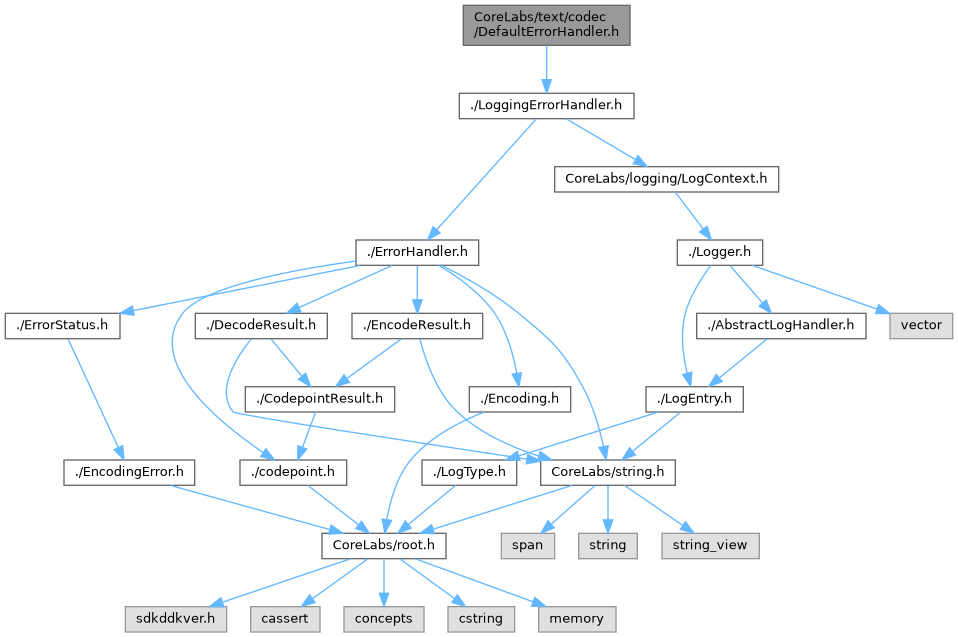 CoreLabs/text/codec
/DefaultErrorHandler.h
./LoggingErrorHandler.h
CoreLabs/logging/LogContext.h
./ErrorHandler.h
./Logger.h
./ErrorStatus.h
./DecodeResult.h
./EncodeResult.h
./AbstractLogHandler.h
vector
./CodepointResult.h
./Encoding.h
./LogEntry.h
./EncodingError.h
./codepoint.h
./LogType.h
CoreLabs/string.h
CoreLabs/root.h
span
string
string_view
sdkddkver.h
cassert
concepts
cstring
memory